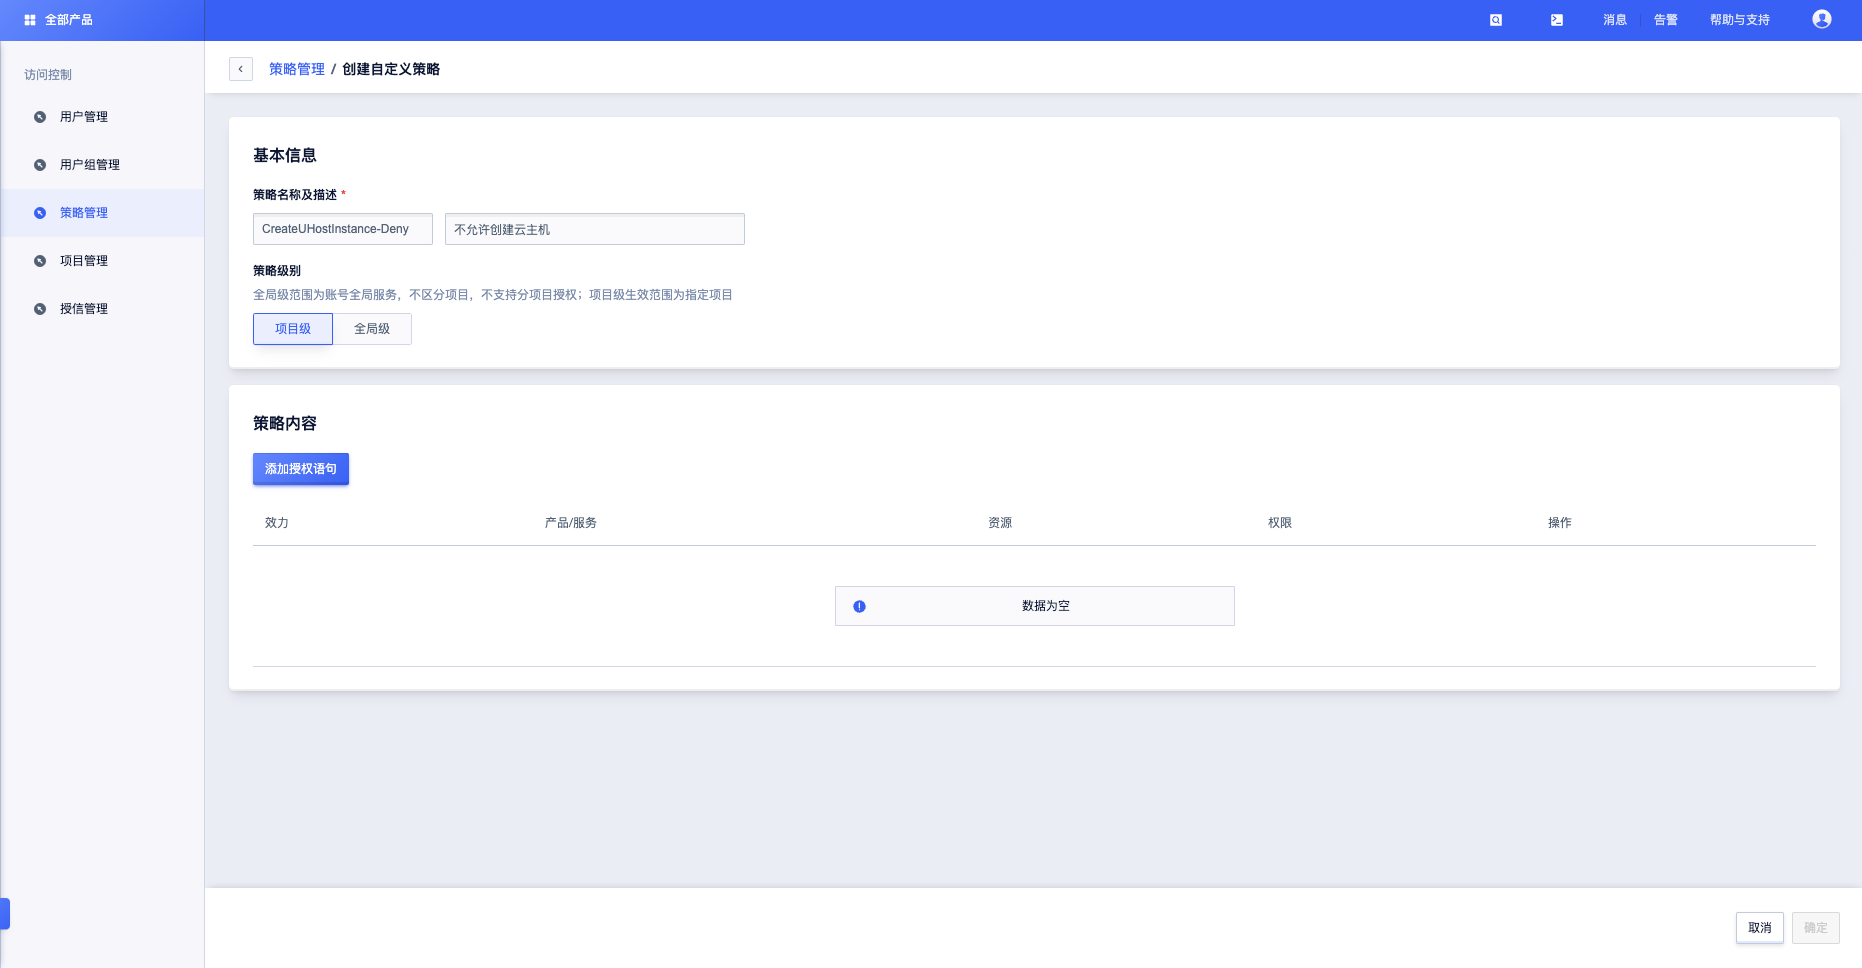 全部产品
消息
告警
帮助与支持
访问控制
用户管理
用户组管理
策略管理
项目管理
授信管理
策略管理 / 创建自定义策略
基本信息
策略名称及描述 *
CreateUHostInstance-Deny
不允许创建云主机
策略级别
全局级范围为账号全局服务，不区分项目，不支持分项目授权；项目级生效范围为指定项目
项目级
全局级
策略内容
添加授权语句
效力
产品/服务
资源
权限
操作
数据为空
取消
确定